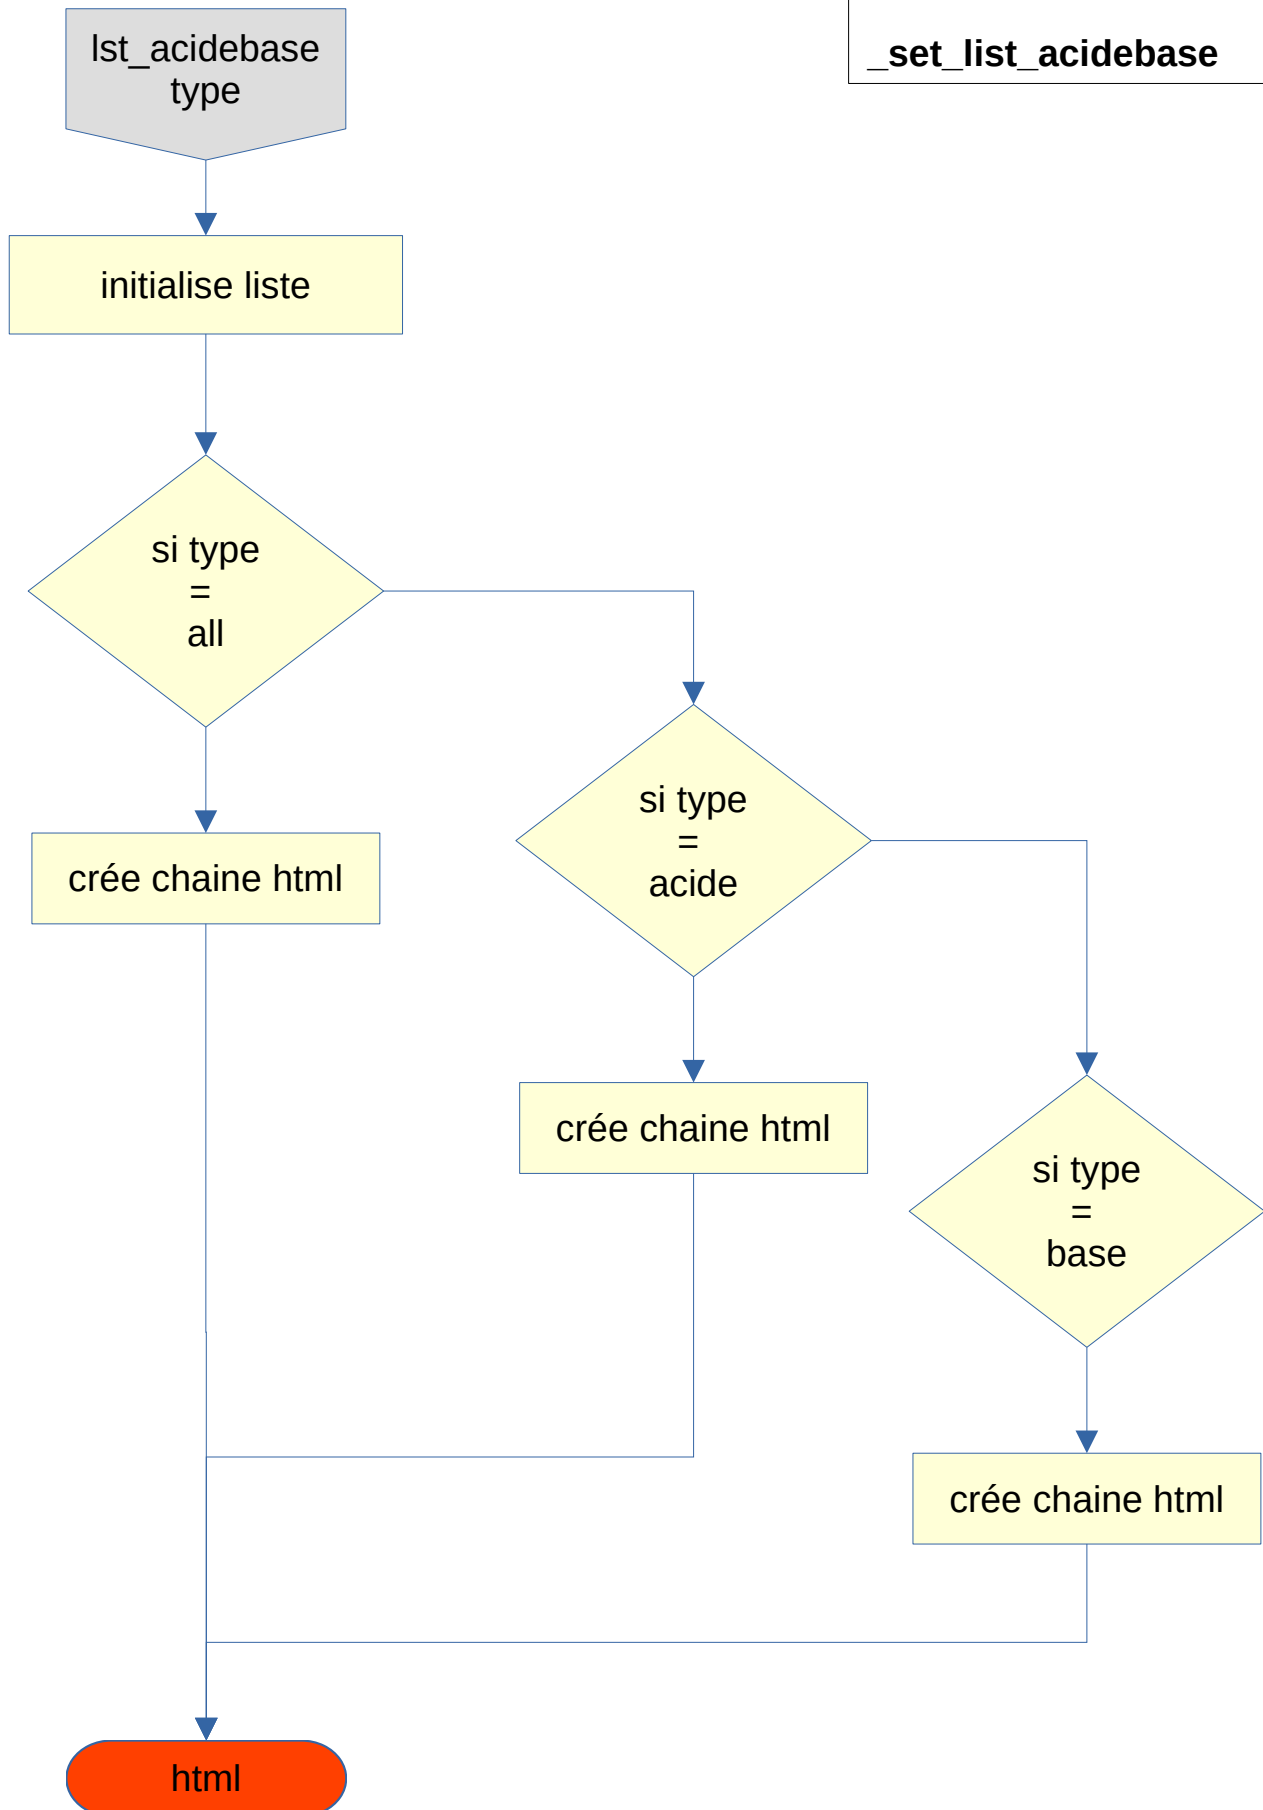 lst_acidebase
type
_set_list_acidebase
initialise liste
si type
=
all
si type
=
acide
crée chaine html
crée chaine html
si type
=
base
crée chaine html
html